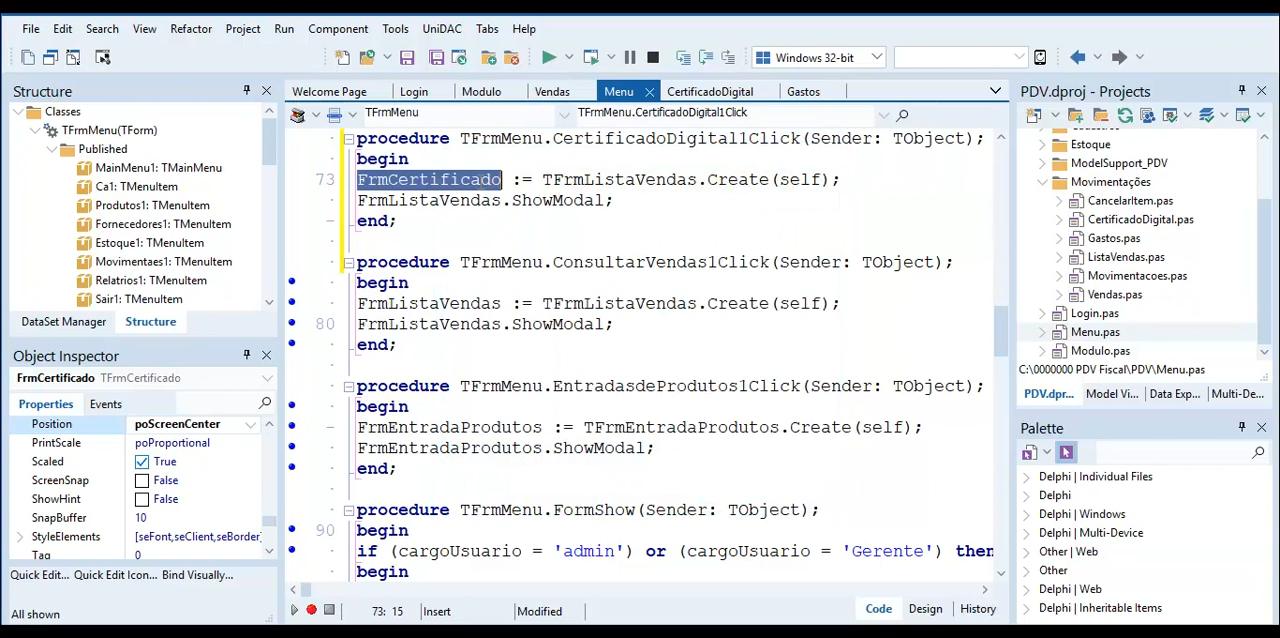 File Edit Search View Refactor Project Run Component Tools UniDAC Tabs Help
Windows 32-bit
Structure
Classes
TFrmMenu(TForm)
Published
MainMenu1: TMainMenu
Ca1: TMenuItem
Produtos1: TMenuItem
Fornecedores1: TMenuItem
Estoque1: TMenuItem
Movimentaes1: TMenuItem
Relatrios1: TMenuItem
Sair1: TMenuItem
DataSet Manager Structure
Object Inspector
FrmCertificado TFrmCertificado
Properties Events
Position poScreenCenter
PrintScale poProportional
Scaled True
ScreenSnap False
ShowHint False
SnapBuffer 10
StyleElements [seFont,seClient,seBorder]
Tag 0
Quick Edit... Quick Edit Icon... Bind Visually...
All shown
Welcome Page Login Modulo Vendas Menu CertificadoDigital Gastos
TFrmMenu TFrmMenu.CertificadoDigital1Click
procedure TFrmMenu.CertificadoDigital1Click(Sender: TObject);
begin
73 FrmCertificado := TFrmListaVendas.Create(self);
FrmListaVendas.ShowModal;
end;
procedure TFrmMenu.ConsultarVendas1Click(Sender: TObject);
begin
FrmListaVendas := TFrmListaVendas.Create(self);
80 FrmListaVendas.ShowModal;
end;
procedure TFrmMenu.EntradasdeProdutos1Click(Sender: TObject);
begin
FrmEntradaProdutos := TFrmEntradaProdutos.Create(self);
FrmEntradaProdutos.ShowModal;
end;
procedure TFrmMenu.FormShow(Sender: TObject);
90 begin
if (cargoUsuario = 'admin') or (cargoUsuario = 'Gerente') then
begin
73: 15 Insert Modified Code Design History
PDV.dproj - Projects
Estoque
ModelSupport_PDV
Movimentações
CancelarItem.pas
CertificadoDigital.pas
Gastos.pas
ListaVendas.pas
Movimentacoes.pas
Vendas.pas
Login.pas
Menu.pas
Modulo.pas
C:\0000000 PDV Fiscal\PDV\Menu.pas
PDV.dpr... Model Vi... Data Exp... Multi-De...
Palette
Delphi | Individual Files
Delphi
Delphi | Windows
Delphi | Multi-Device
Other | Web
Other
Delphi | Web
Delphi | Inheritable Items